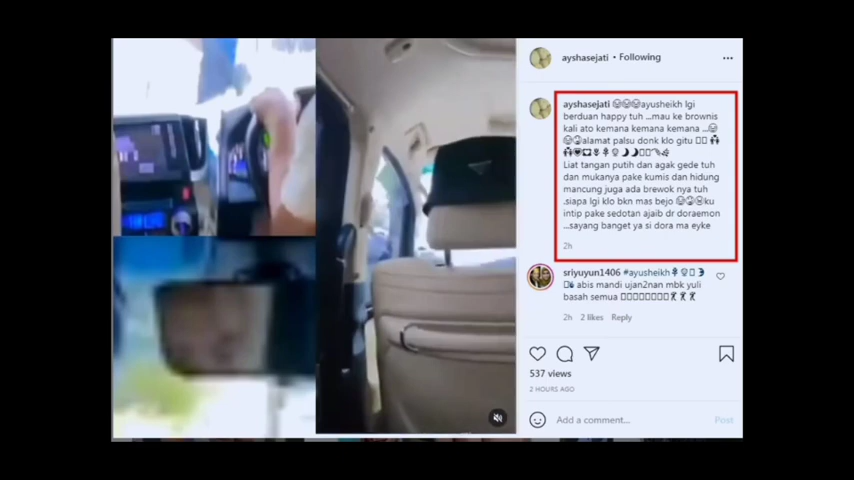 ayshasejati • Following
ayshasejati 😂😂😂ayusheikh lgi
berduan happy tuh ...mau ke brownis
kali ato kemana kemana kemana ...
alamat palsu donk klo gitu
Liat tangan putih dan agak gede tuh
dan mukanya pake kumis dan hidung
mancung juga ada brewok nya tuh
.siapa lgi klo bkn mas bejo ku
intip pake sedotan ajaib dr doraemon
...sayang banget ya si dora ma eyke
2h
sriyuyun1406 #ayusheikh
abis mandi ujan2nan mbk yuli
basah semua
2h 2 likes Reply
537 views
2 HOURS AGO
Add a comment...
Post